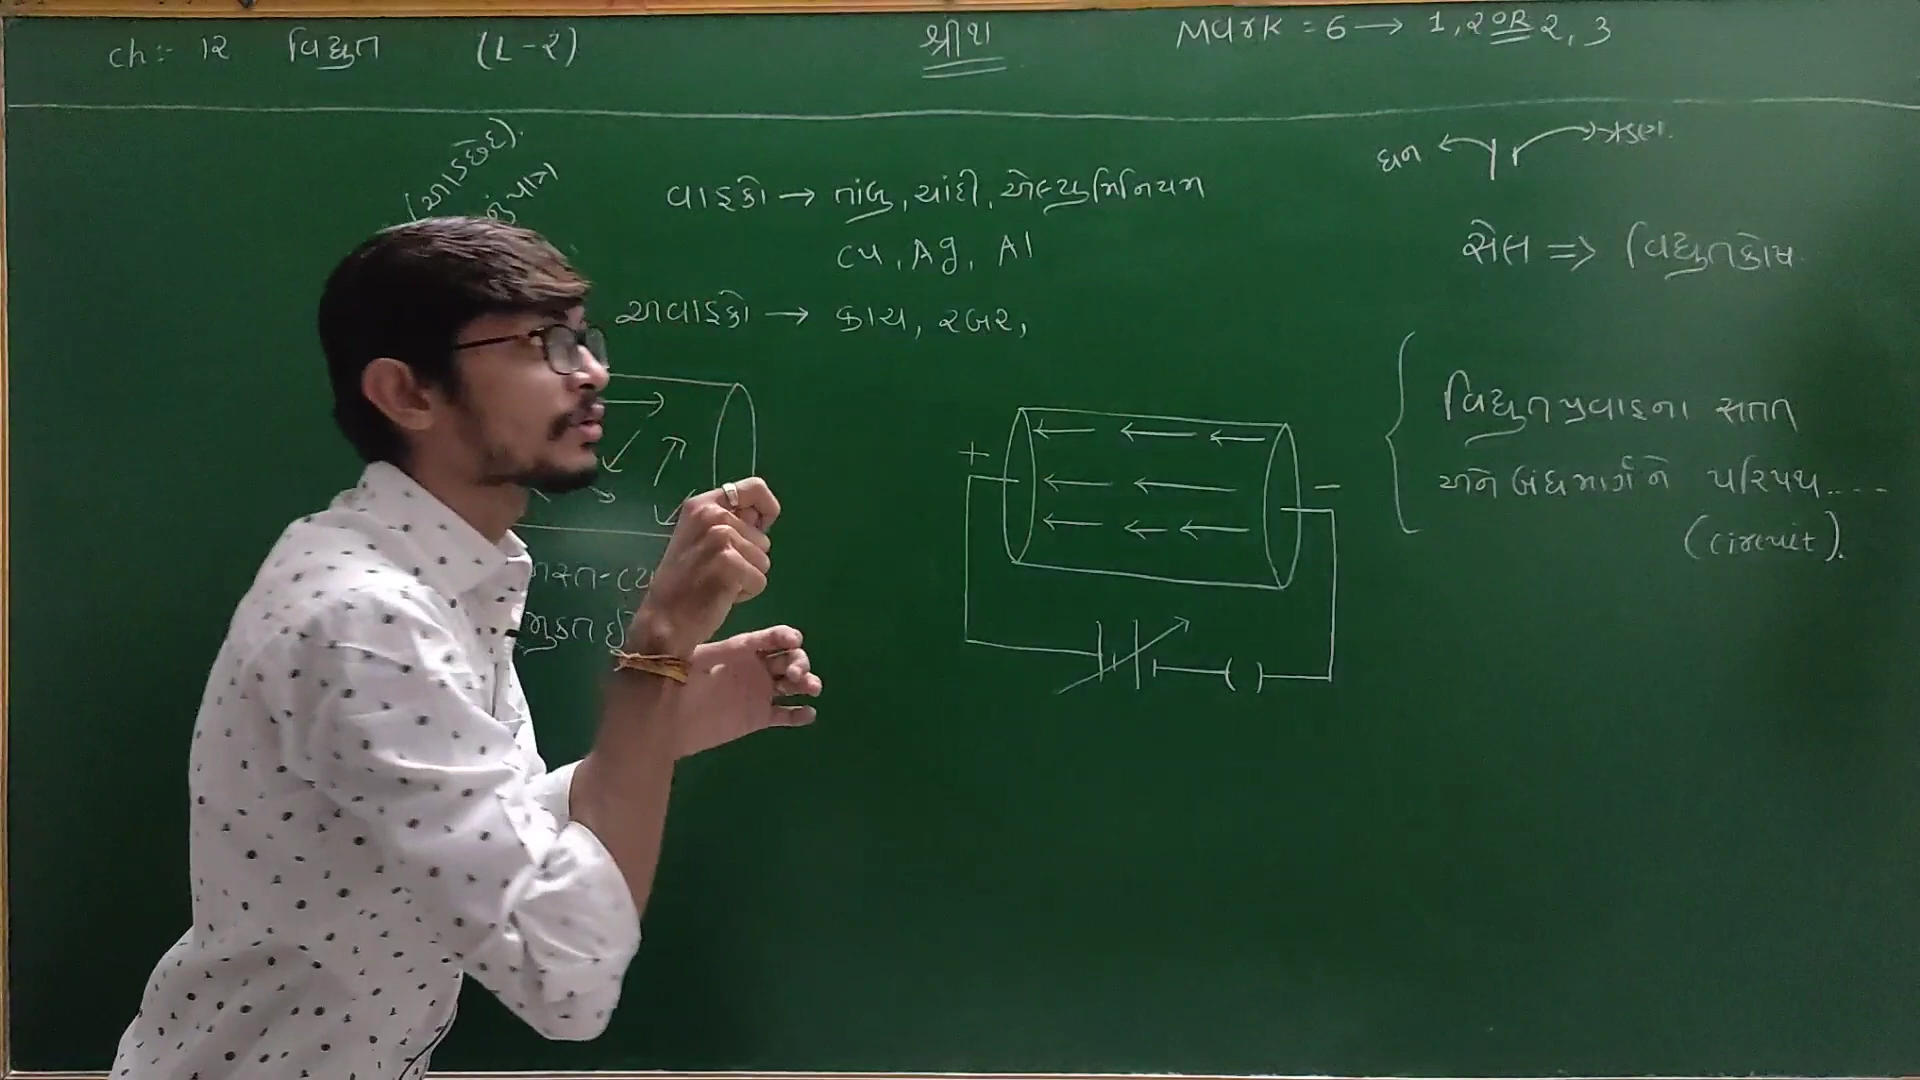 ch:- 12 વિદ્યુત (L-2)
શ્રીજી
Mark = 6 → 1, 2 OR 2, 3
(આડછેદ).
ધન ઋણ.
વાહકો → તાંબુ, ચાંદી, એલ્યુમિનિયમ
Cu, Ag, Al
સેલ => વિદ્યુતકોષ
અવાહકો → કાચ, રબર,
વિદ્યુતપ્રવાહના સતત
અને બંધમાર્ગને પરિપથ....
(circuit).
+ -
મુક્ત